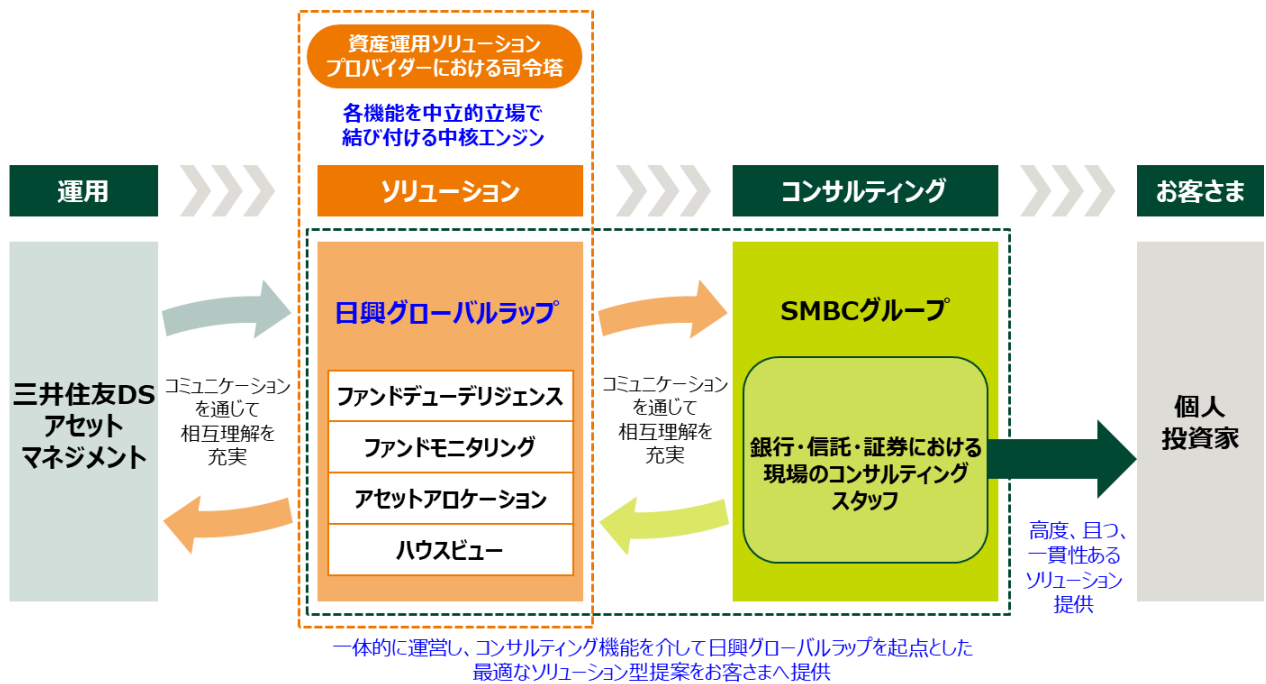 資産運用ソリューション
プロバイダーにおける司令塔
各機能を中立的立場で
結び付ける中核エンジン
運用
ソリューション
コンサルティング
お客さま
三井住友DS
アセット
マネジメント
コミュニケーション
を通じて
相互理解を
充実
日興グローバルラップ
ファンドデューデリジェンス
ファンドモニタリング
アセットアロケーション
ハウスビュー
コミュニケーション
を通じて
相互理解を
充実
SMBCグループ
銀行・信託・証券における
現場のコンサルティング
スタッフ
高度、且つ、
一貫性ある
ソリューション
提供
個人
投資家
一体的に運営し、コンサルティング機能を介して日興グローバルラップを起点とした
最適なソリューション型提案をお客さまへ提供